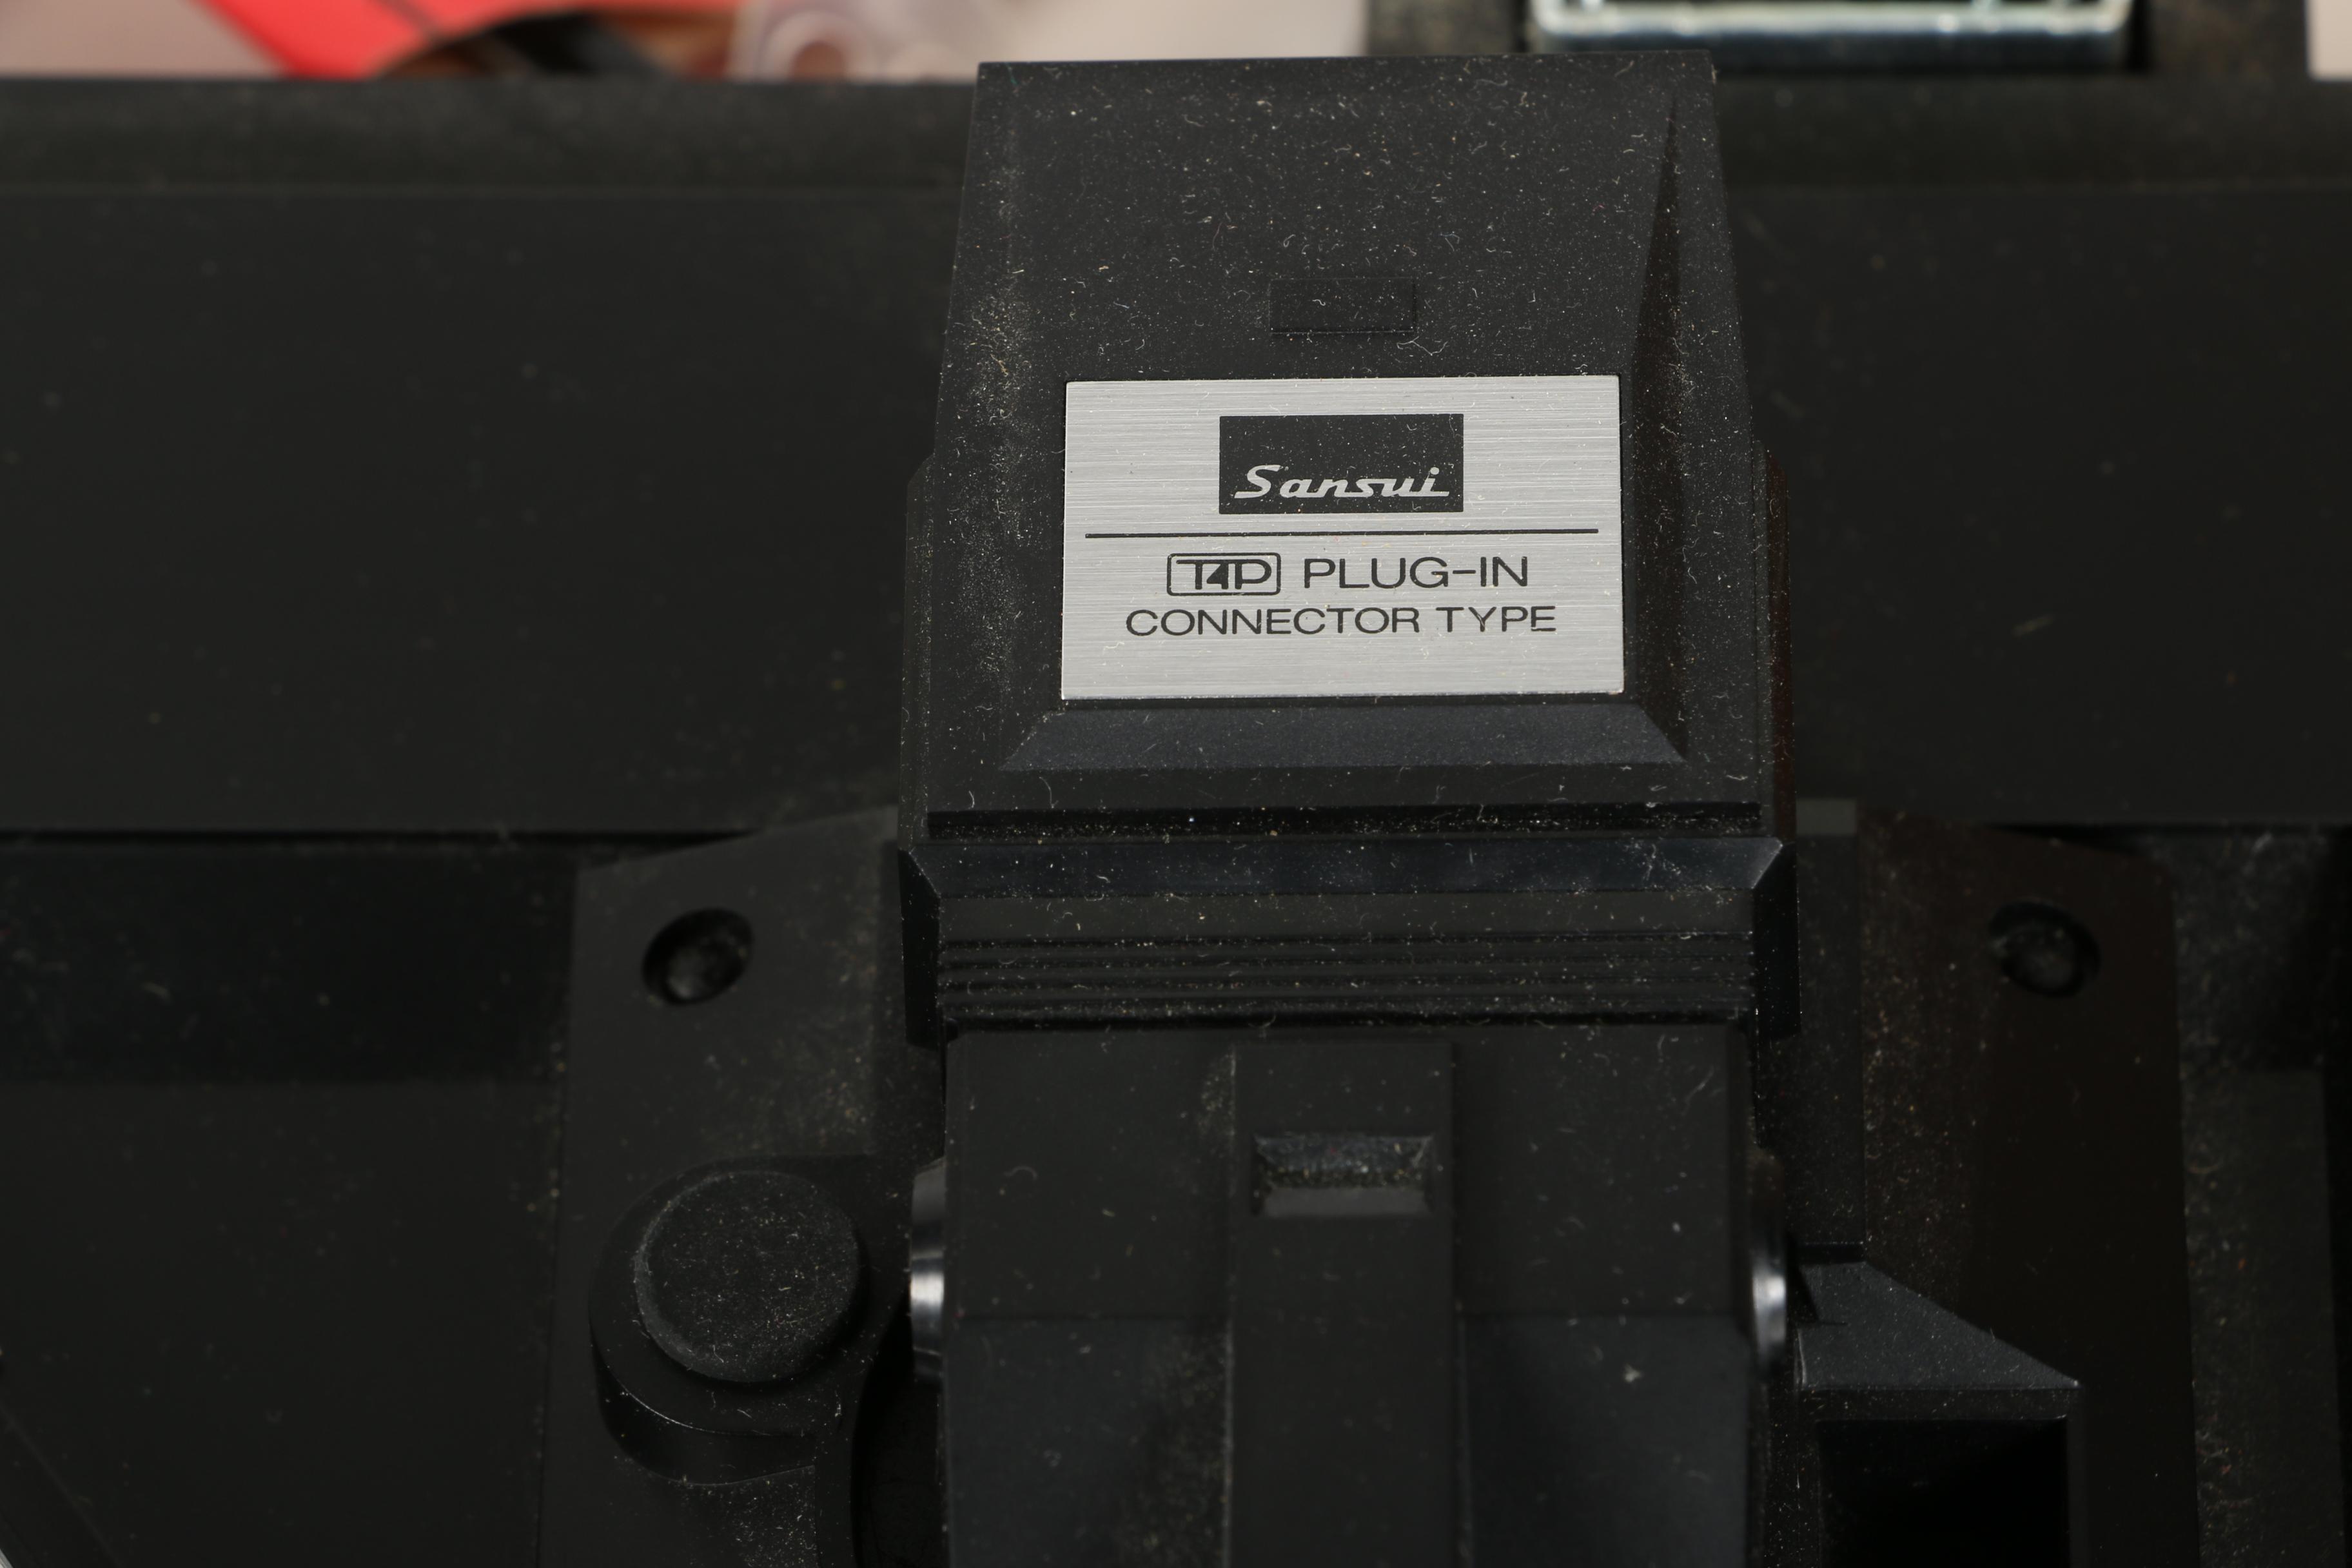 Sansui
T4P PLUG-IN
CONNECTOR TYPE